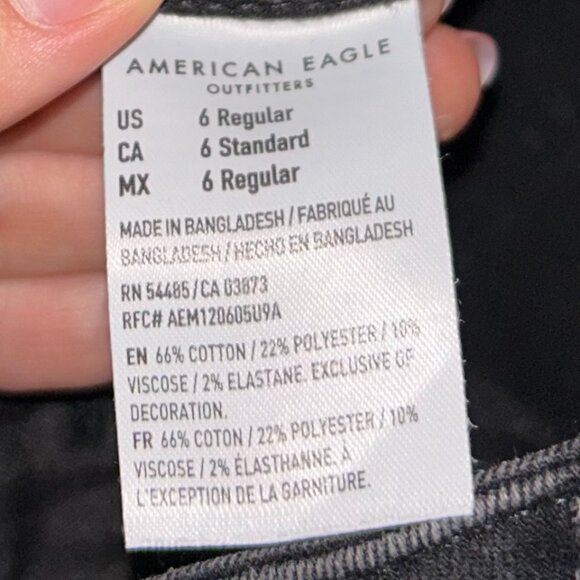 AMERICAN EAGLE
OUTFITTERS
US 6 Regular
CA 6 Standard
MX 6 Regular
MADE IN BANGLADESH / FABRIQUÉ AU
BANGLADESH / HECHO EN BANGLADESH
RN 54485 / CA 03873
RFC# AEM120605U9A
EN 66% COTTON / 22% POLYESTER / 10%
VISCOSE / 2% ELASTANE. EXCLUSIVE OF
DECORATION.
FR 66% COTON / 22% POLYESTER / 10%
VISCOSE / 2% ÉLASTHANNE. À
L'EXCEPTION DE LA GARNITURE.